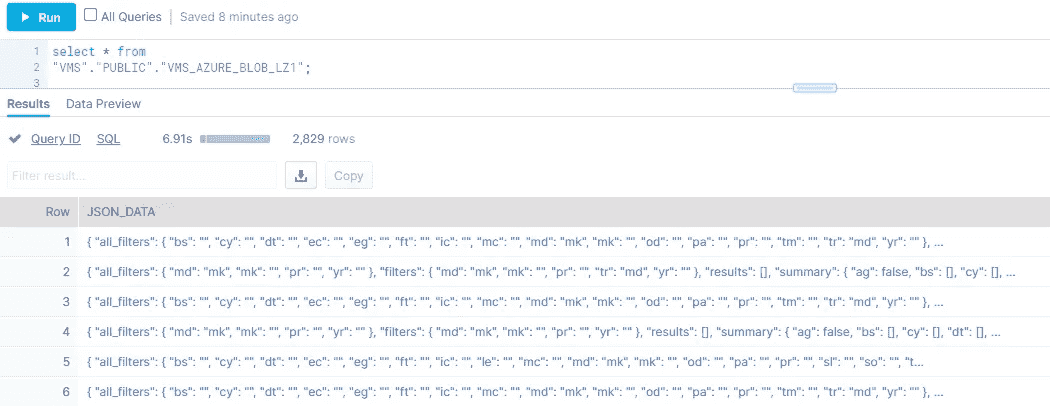 Run All Queries | Saved 8 minutes ago
1 select * from
2 "VMS"."PUBLIC"."VMS_AZURE_BLOB_LZ1";
3
Results Data Preview
Query ID SQL 6.91s 2,829 rows
Filter result... Copy
Row JSON_DATA
1 { "all_filters": { "bs": "", "cy": "", "dt": "", "ec": "", "eg": "", "ft": "", "ic": "", "mc": "", "md": "mk", "mk": "", "od": "", "pa": "", "pr": "", "tm": "", "tr": "md", "yr": "" }, ...
2 { "all_filters": { "md": "mk", "mk": "", "pr": "", "yr": "" }, "filters": { "md": "mk", "mk": "", "pr": "", "tr": "md", "yr": "" }, "results": [], "summary": { "ag": false, "bs": [], "cy": [], ...
3 { "all_filters": { "bs": "", "cy": "", "dt": "", "ec": "", "eg": "", "ft": "", "ic": "", "mc": "", "md": "mk", "mk": "", "od": "", "pa": "", "pr": "", "tm": "", "tr": "md", "yr": "" }, ...
4 { "all_filters": { "md": "mk", "mk": "", "pr": "", "yr": "" }, "filters": { "md": "mk", "mk": "", "pr": "", "yr": "" }, "results": [], "summary": { "ag": false, "bs": [], "cy": [], "dt": [], ...
5 { "all_filters": { "bs": "", "cy": "", "dt": "", "ec": "", "eg": "", "ft": "", "ic": "", "le": "", "mc": "", "md": "mk", "mk": "", "od": "", "pa": "", "pr": "", "sl": "", "so": "", "t...
6 { "all_filters": { "bs": "", "cy": "", "dt": "", "ec": "", "eg": "", "ft": "", "ic": "", "mc": "", "md": "mk", "mk": "", "od": "", "pa": "", "pr": "", "tm": "", "tr": "md", "yr": "" }, ...